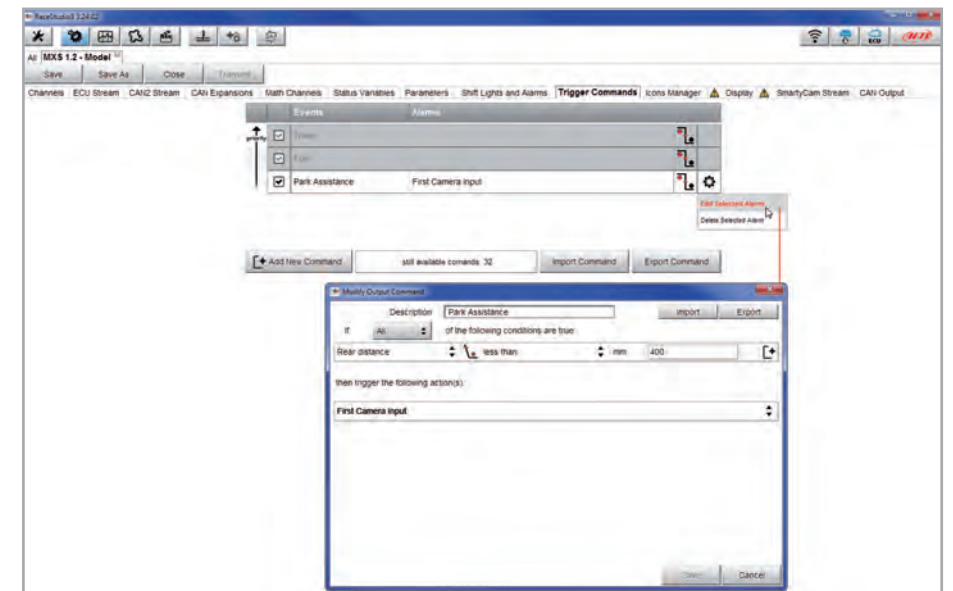 RaceStudio3 3.24.02
ECU
All MXS 1.2 - Model
Save Save As Close Transmit
Channels ECU Stream CAN2 Stream CAN Expansions Math Channels Status Variables Parameters Shift Lights and Alarms Trigger Commands Icons Manager Display SmartyCam Stream CAN Output
Events Alarms
priority
Park Assistance First Camera Input
Edit Selected Alarm
Delete Selected Alarm
Add New Command still available comands 32 Import Command Export Command
Modify Output Command
Description Park Assistance Import Export
If All of the following conditions are true
Rear distance less than mm 400
then trigger the following action(s):
First Camera Input
Save Cancel